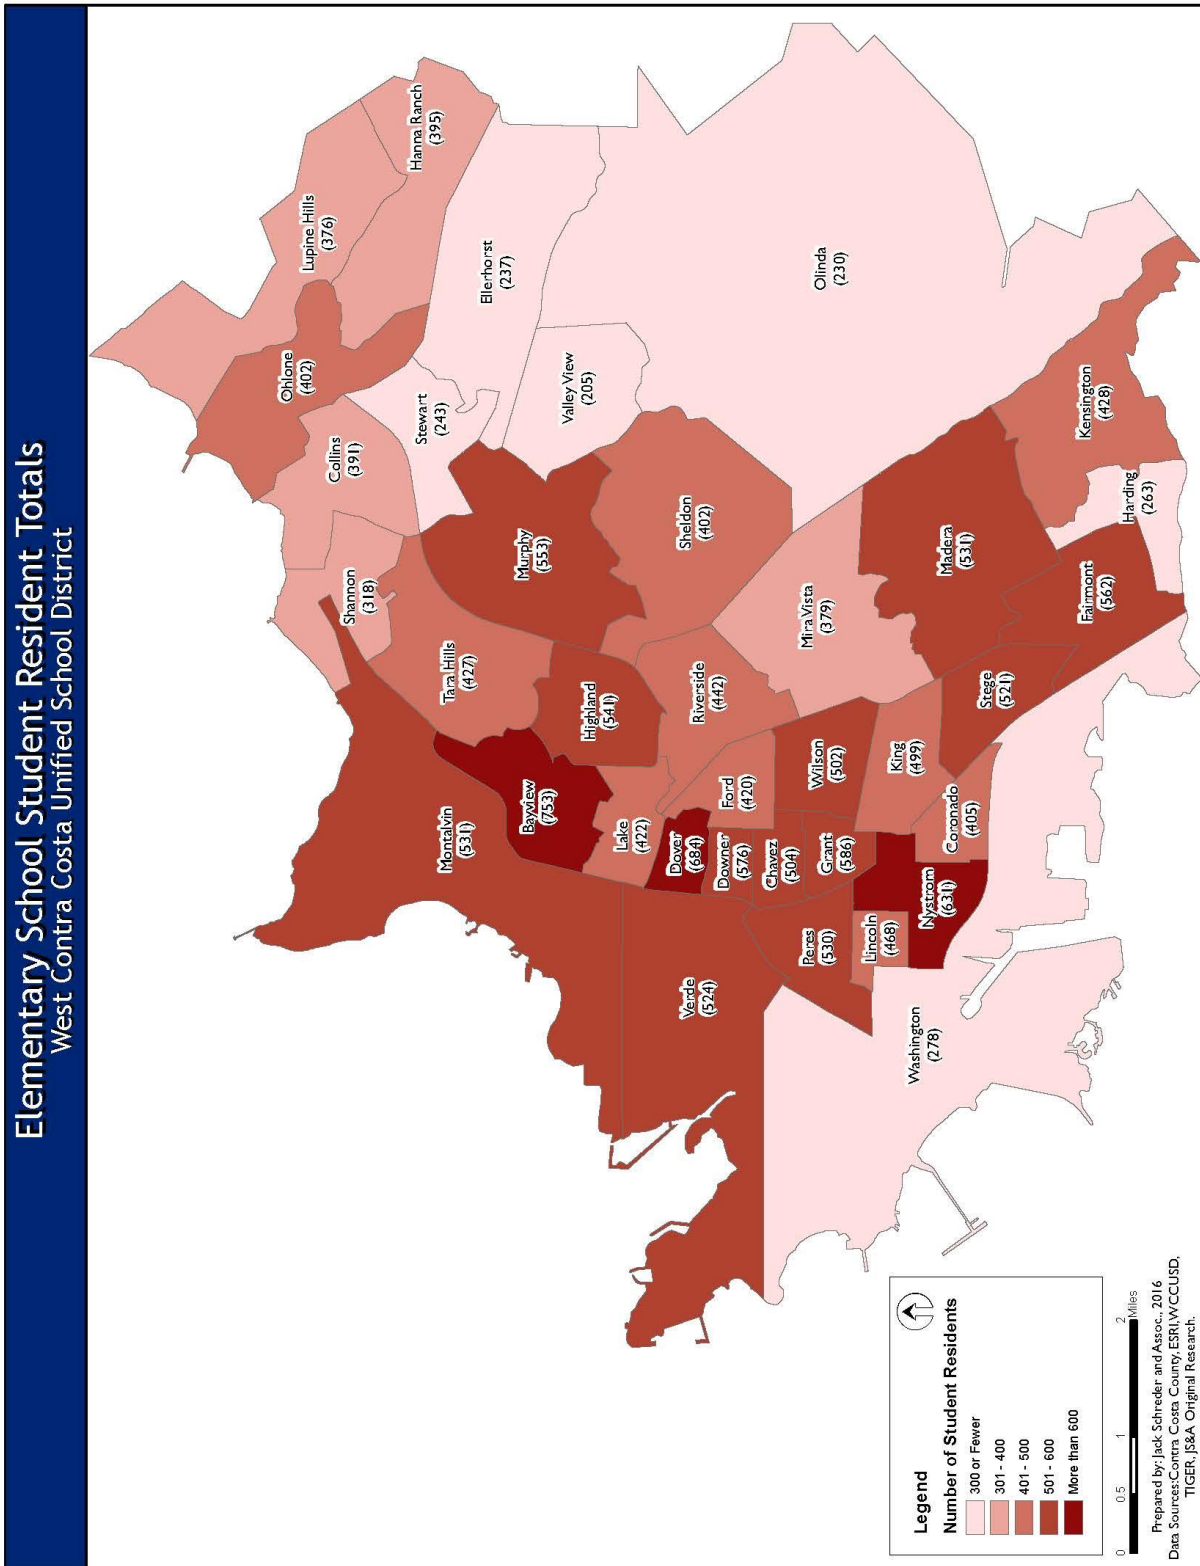 Elementary School Student Resident Totals
West Contra Costa Unified School District
Hanna Ranch
(395)
Lupine Hills
(376)
Ohlone
(402)
Ellerhorst
(237)
Olinda
(230)
Collins
(391)
Stewart
(243)
Valley View
(205)
Kensington
(428)
Harding
(263)
Shannon
(318)
Murphy
(553)
Sheldon
(402)
Madera
(531)
Fairmont
(562)
Mira Vista
(379)
Tara Hills
(427)
Highland
(541)
Riverside
(442)
Stege
(521)
Wilson
(502)
King
(499)
Montalvin
(531)
Bayview
(753)
Lake
(422)
Ford
(420)
Coronado
(405)
Dover
(684)
Downer
(576)
Chavez
(504)
Grant
(586)
Nystrom
(631)
Peres
(530)
Lincoln
(468)
Verde
(524)
Washington
(278)
Legend
Number of Student Residents
300 or Fewer
301 - 400
401 - 500
501 - 600
More than 600
0 0.5 1 2
Miles
Prepared by: Jack Schreder and Assoc., 2016
Data Sources:Contra Costa County, ESRI, WCCUSD,
TIGER, JS&A Original Research.